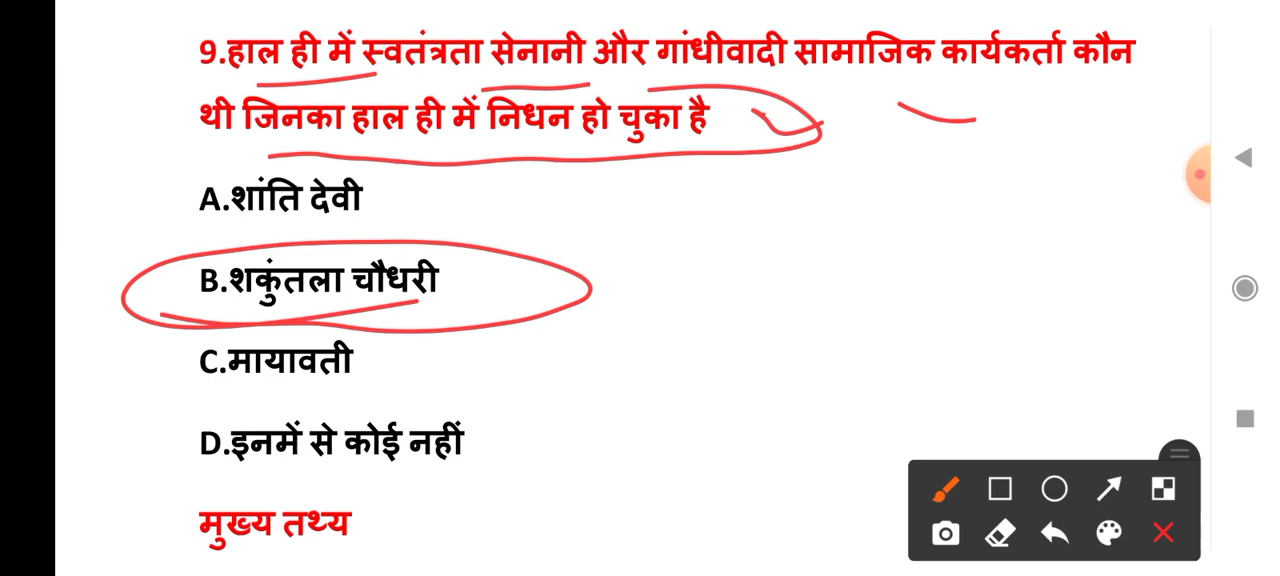 9.हाल ही में स्वतंत्रता सेनानी और गांधीवादी सामाजिक कार्यकर्ता कौन
थी जिनका हाल ही में निधन हो चुका है
A.शांति देवी
B.शकुंतला चौधरी
C.मायावती
D.इनमें से कोई नहीं
मुख्य तथ्य